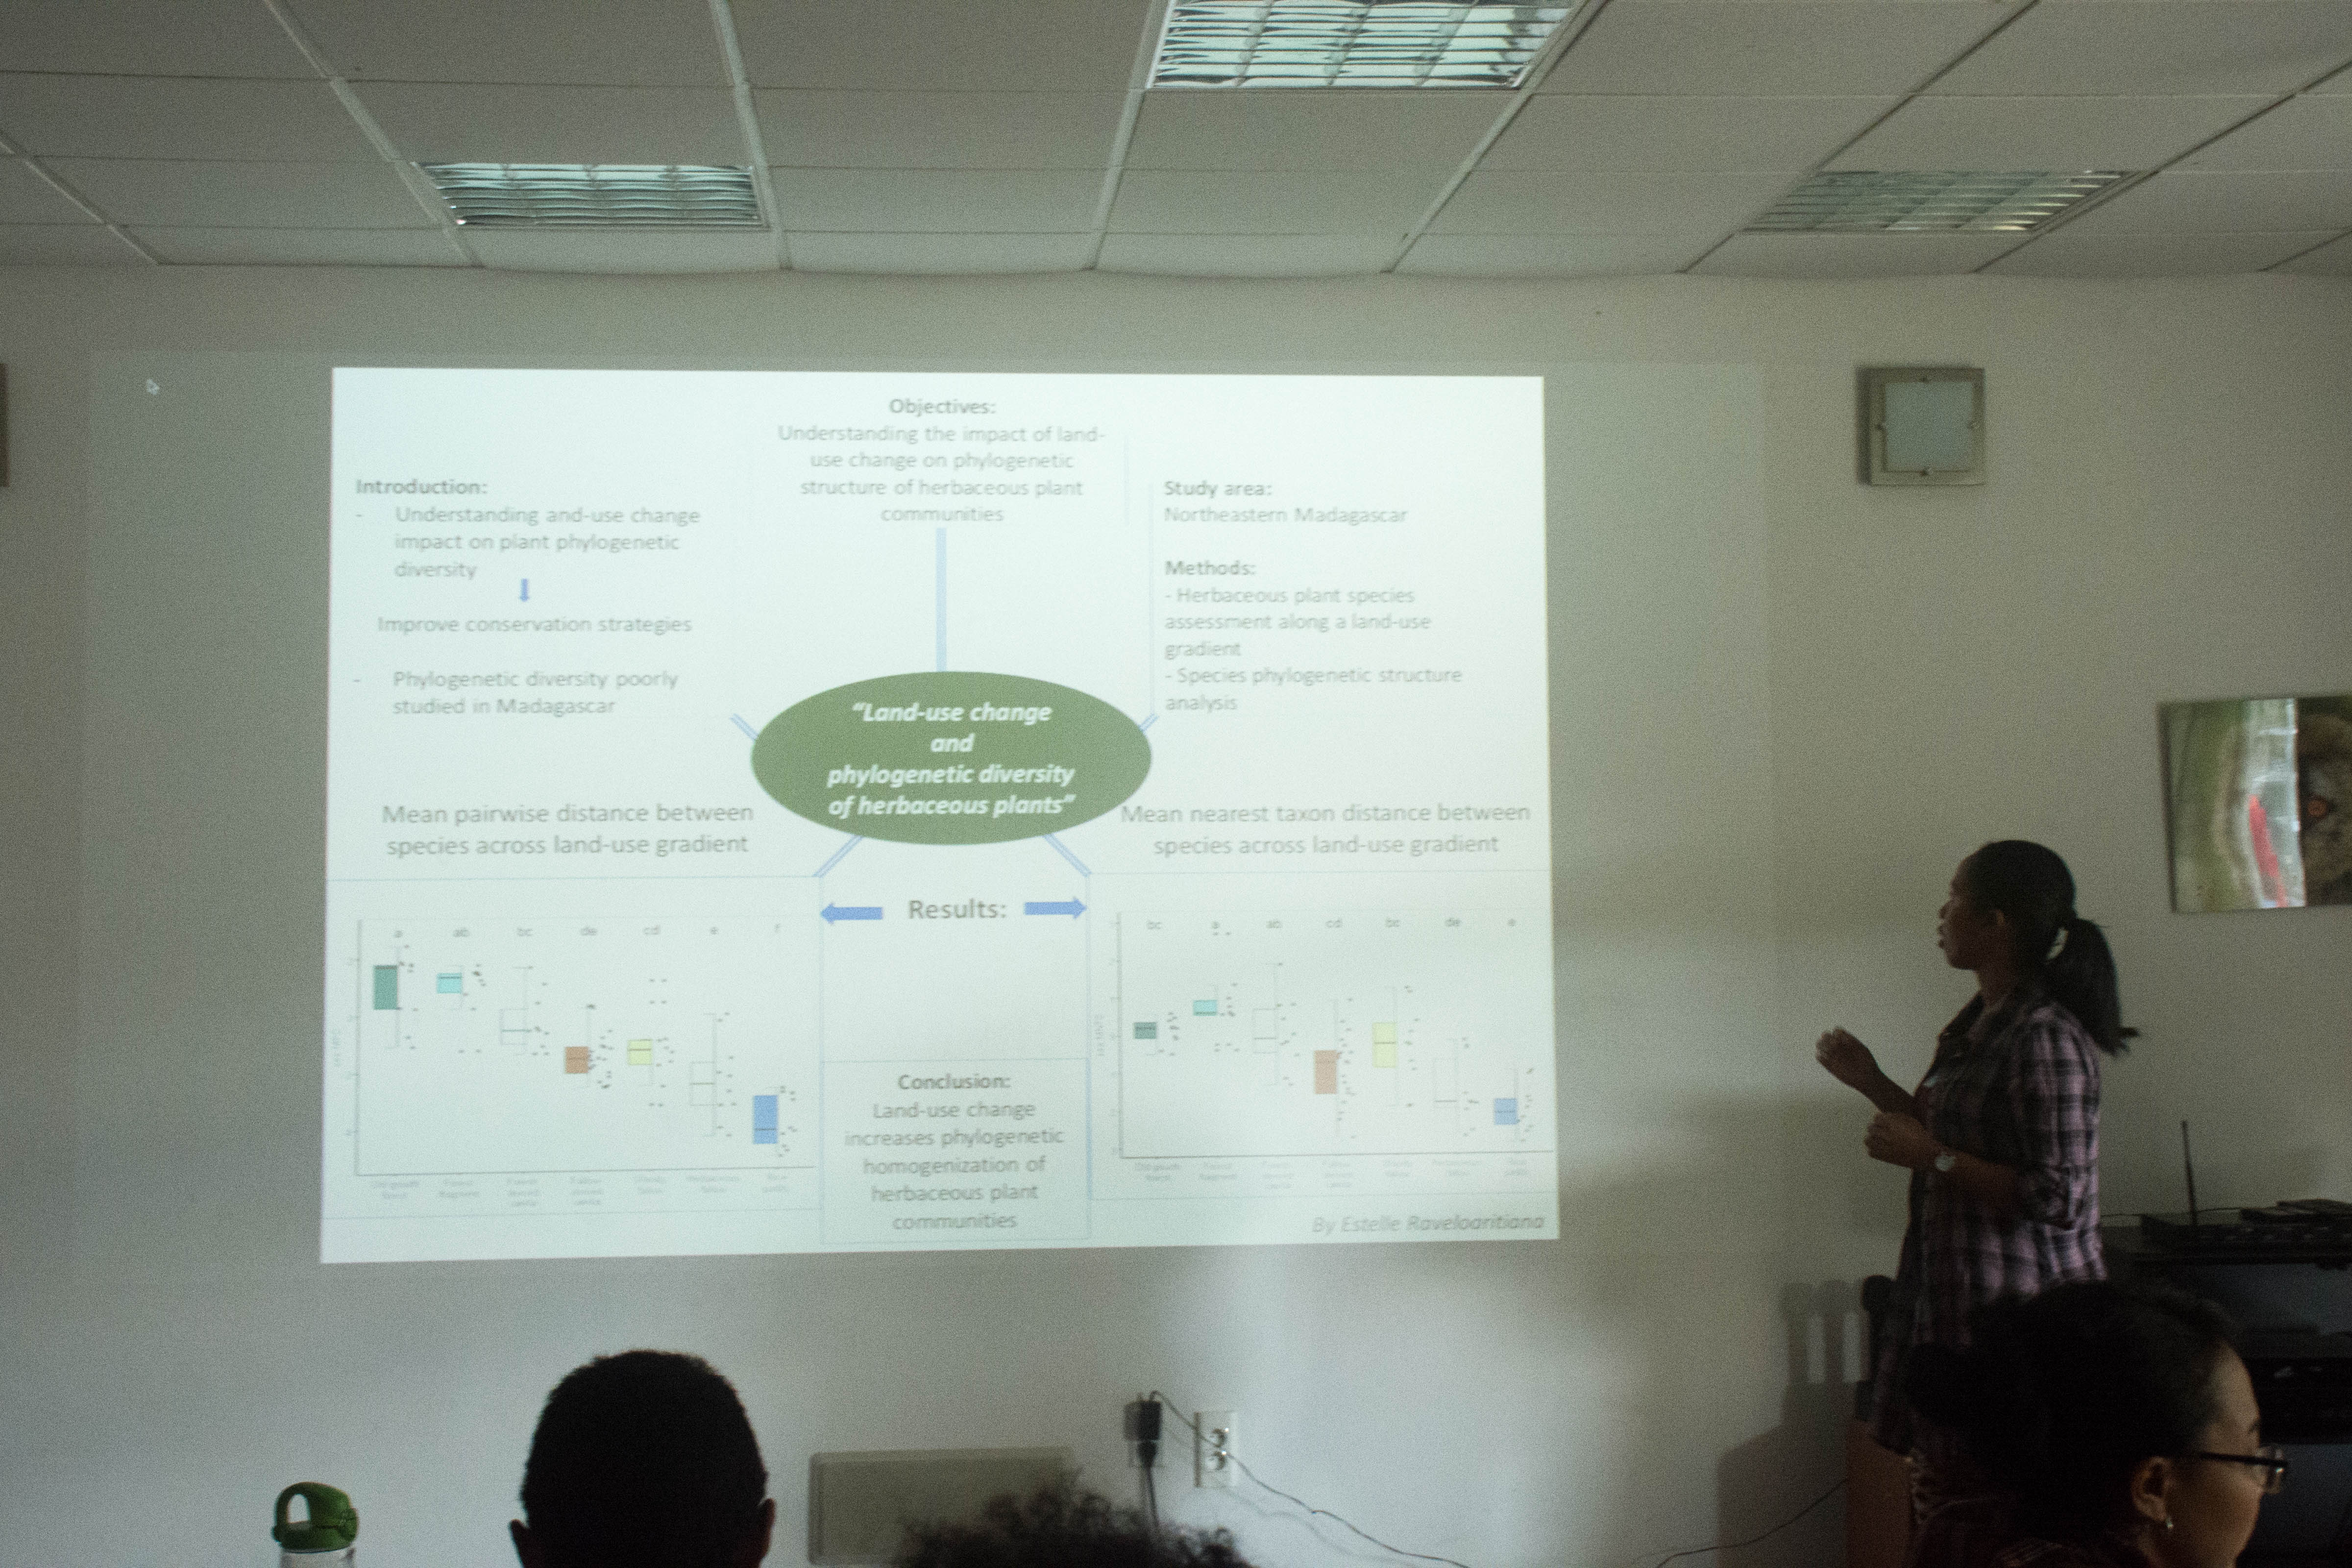 Objectives:
Understanding the impact of land-
use change on phylogenetic
structure of herbaceous plant
communities
Introduction:
- Understanding and-use change
impact on plant phylogenetic
diversity
Improve conservation strategies
- Phylogenetic diversity poorly
studied in Madagascar
Study area:
Northeastern Madagascar
Methods:
- Herbaceous plant species
assessment along a land-use
gradient
- Species phylogenetic structure
analysis
"Land-use change
and
phylogenetic diversity
of herbaceous plants"
Mean pairwise distance between
species across land-use gradient
Mean nearest taxon distance between
species across land-use gradient
Results:
a ab bc de cd e f
bc a ab cd bc de e
Conclusion:
Land-use change
increases phylogenetic
homogenization of
herbaceous plant
communities
By Estelle Raveloaritiana